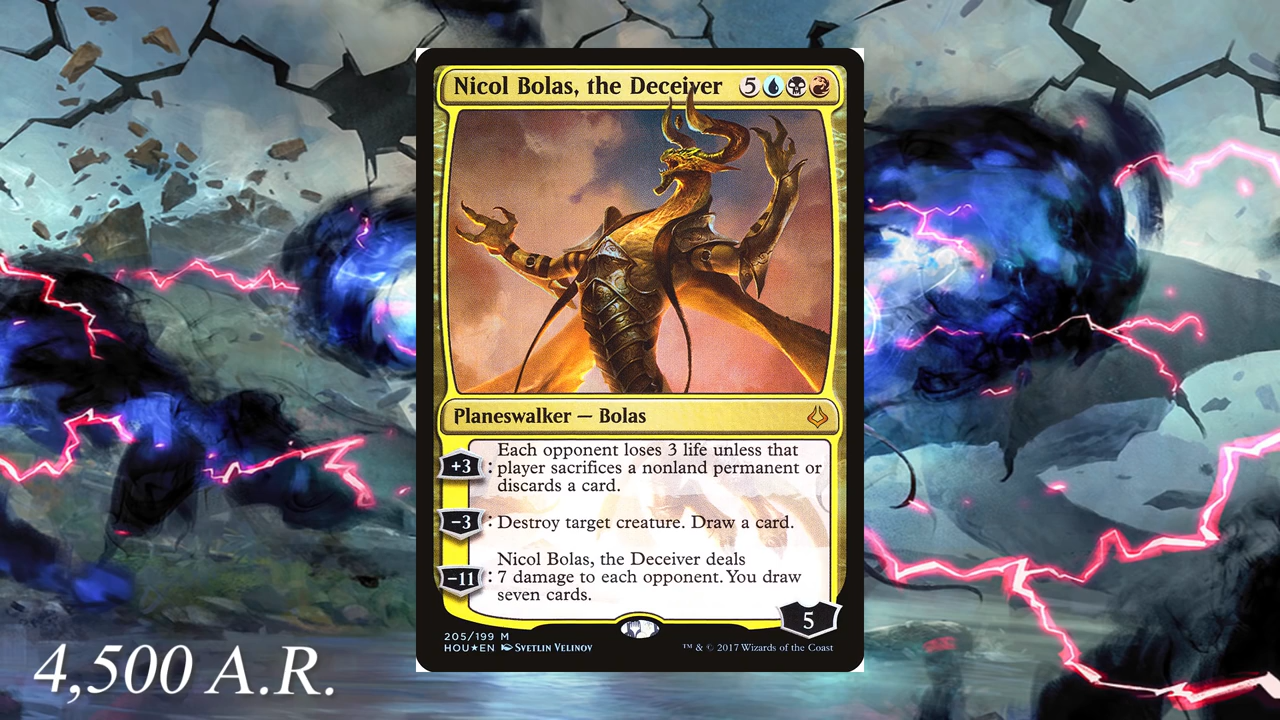 Nicol Bolas, the Deceiver 5
Planeswalker — Bolas
+3: Each opponent loses 3 life unless that
player sacrifices a nonland permanent or
discards a card.
−3: Destroy target creature. Draw a card.
Nicol Bolas, the Deceiver deals
−11: 7 damage to each opponent. You draw
seven cards.
5
205/199 M
HOU★EN Svetlin Velinov
™ & © 2017 Wizards of the Coast
4,500 A.R.